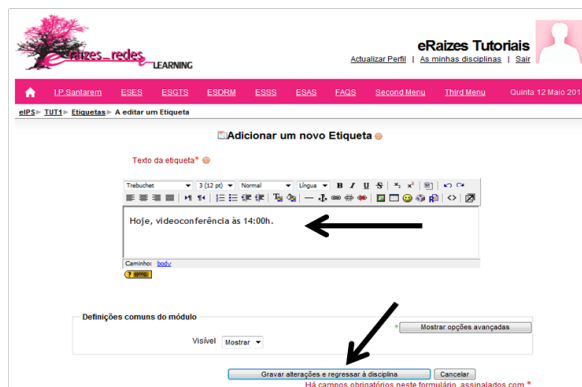 eRaizes Tutoriais
eraizes_redes
LEARNING
Actualizar Perfil | As minhas disciplinas | Sair
I.P.Santarem ESES ESGTS ESDRM ESSS ESAS FAQS Second Menu Third Menu Quinta 12 Maio 201
eIPS ► TUT1 ► Etiquetas ► A editar um Etiqueta
Adicionar um novo Etiqueta
Texto da etiqueta*
Trebuchet 3 (12 pt) Normal Língua B I U S x₂ x²
Hoje, videoconferência às 14:00h.
Caminho: body
Definições comuns do módulo
* Mostrar opções avançadas
Visível Mostrar
Gravar alterações e regressar à disciplina Cancelar
Há campos obrigatórios neste formulário, assinalados com *